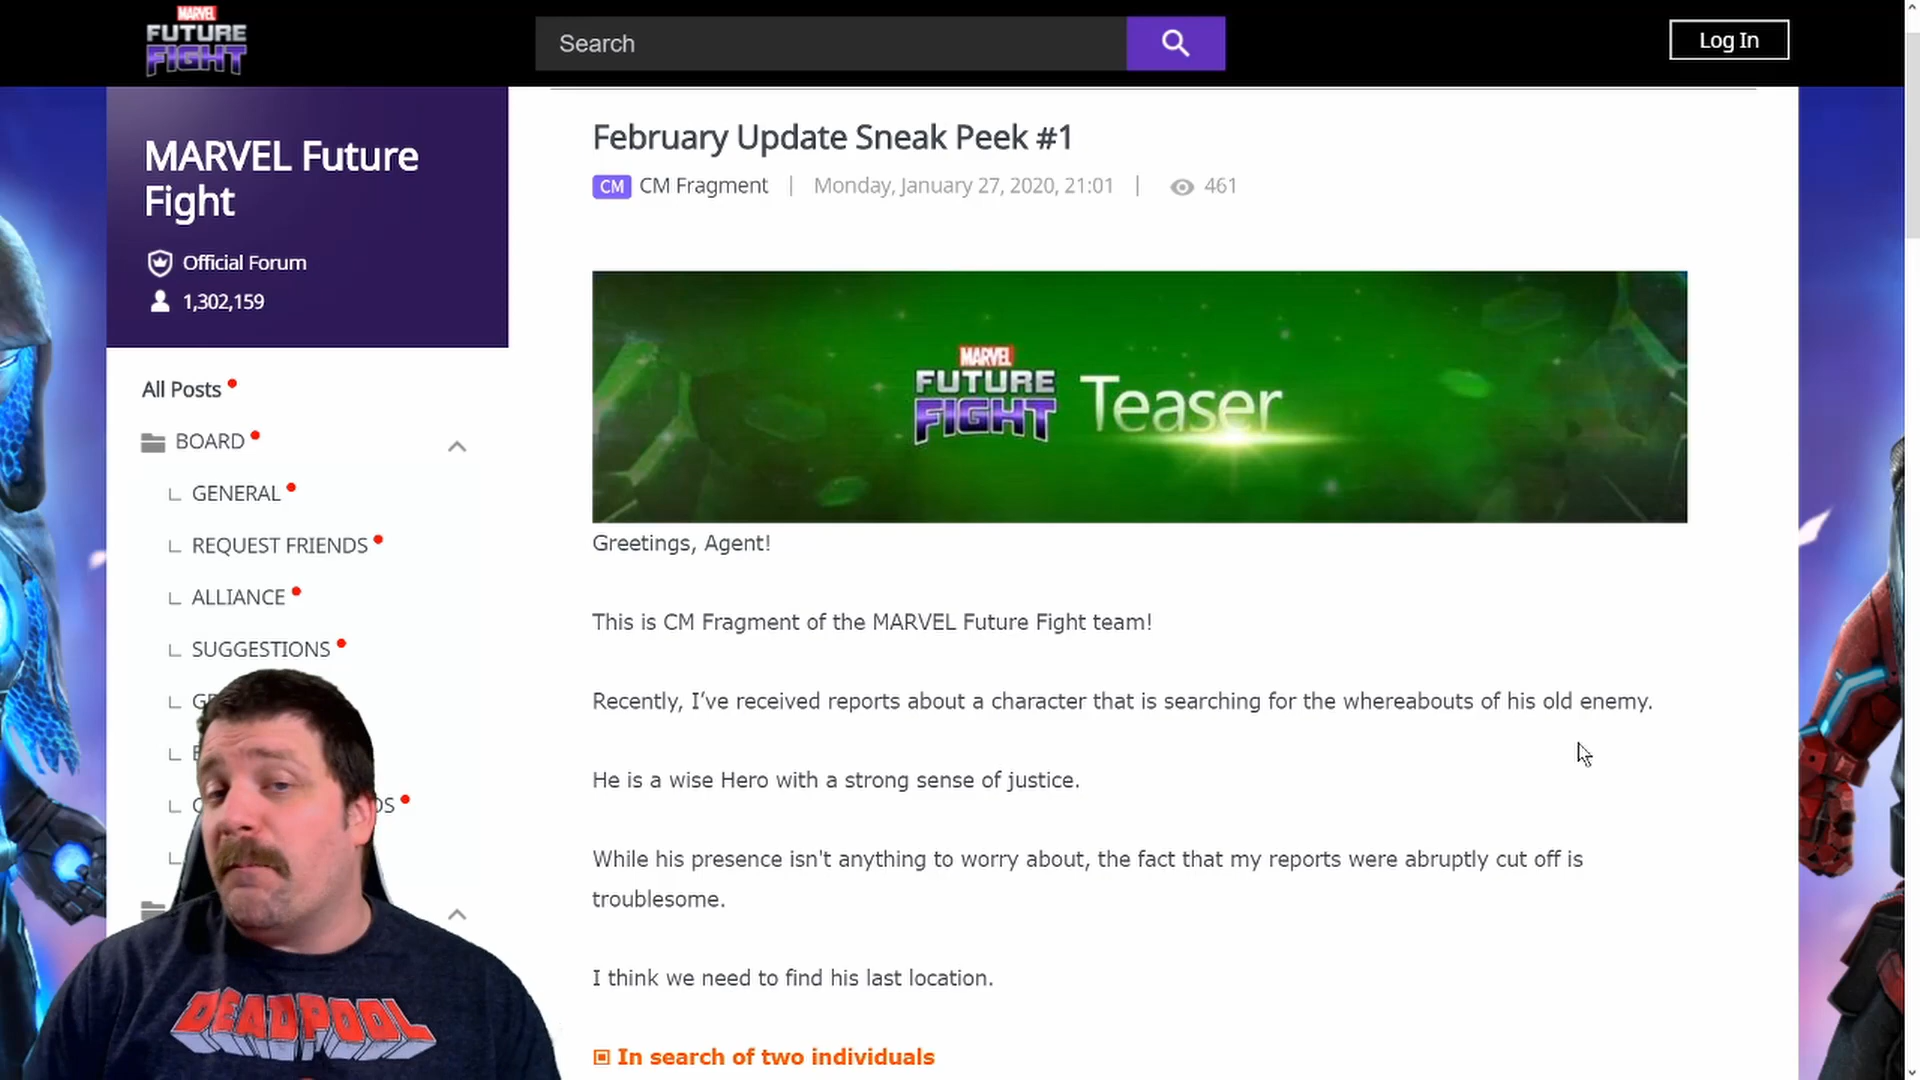 MARVEL
FUTURE
FIGHT
Search
Log In
MARVEL Future
Fight
Official Forum
1,302,159
All Posts
BOARD
GENERAL
REQUEST FRIENDS
ALLIANCE
SUGGESTIONS
DS
February Update Sneak Peek #1
CM CM Fragment | Monday, January 27, 2020, 21:01 | 461
MARVEL
FUTURE
FIGHT
Teaser
Greetings, Agent!
This is CM Fragment of the MARVEL Future Fight team!
Recently, I've received reports about a character that is searching for the whereabouts of his old enemy.
He is a wise Hero with a strong sense of justice.
While his presence isn't anything to worry about, the fact that my reports were abruptly cut off is
troublesome.
I think we need to find his last location.
In search of two individuals
DEADPOOL